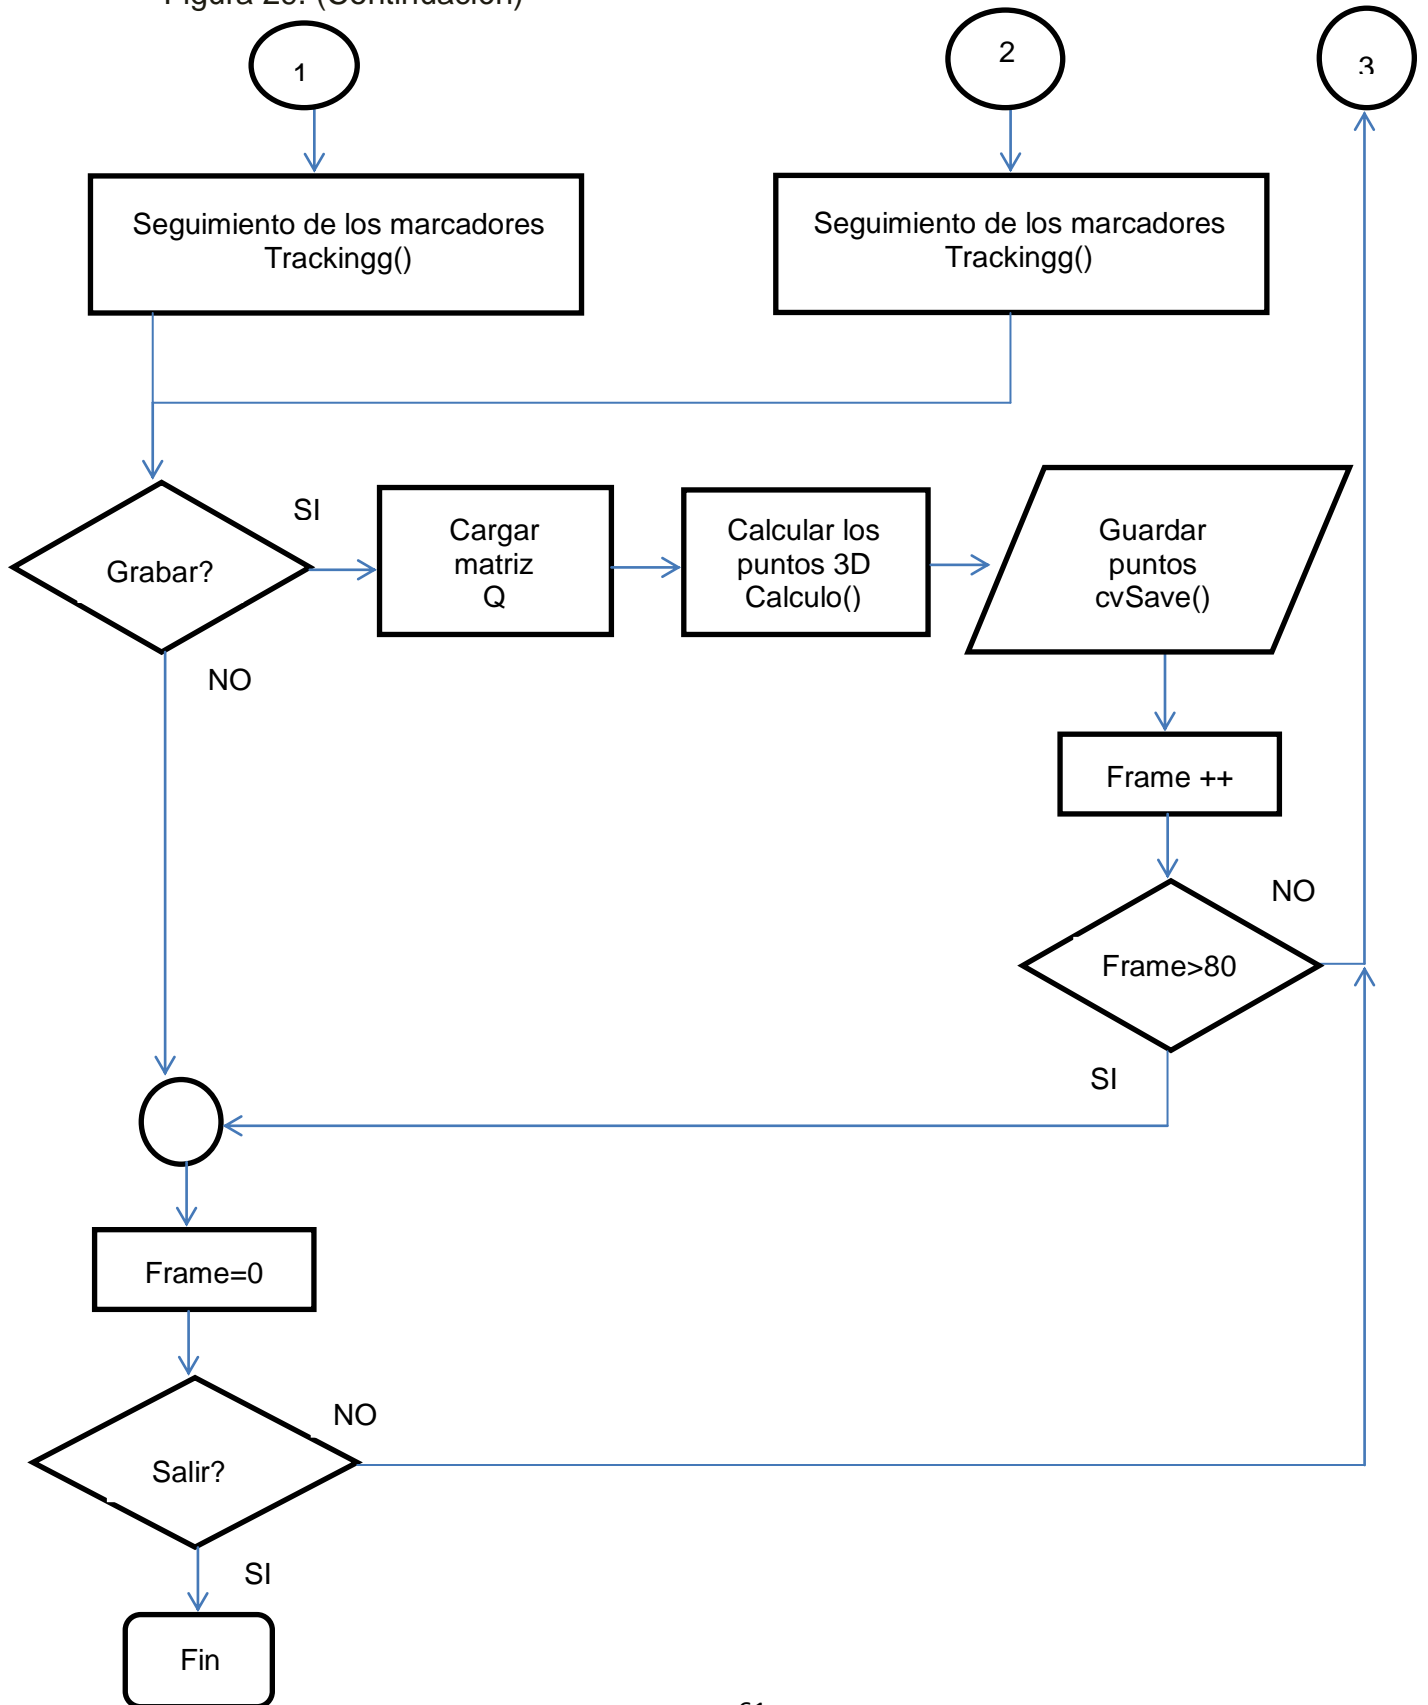 (Continuación)
1
2
3
Seguimiento de los marcadores
Trackingg()
Seguimiento de los marcadores
Trackingg()
Grabar?
SI
Cargar
matriz
Q
Calcular los
puntos 3D
Calculo()
Guardar
puntos
cvSave()
NO
Frame ++
Frame>80
NO
SI
Frame=0
Salir?
NO
SI
Fin